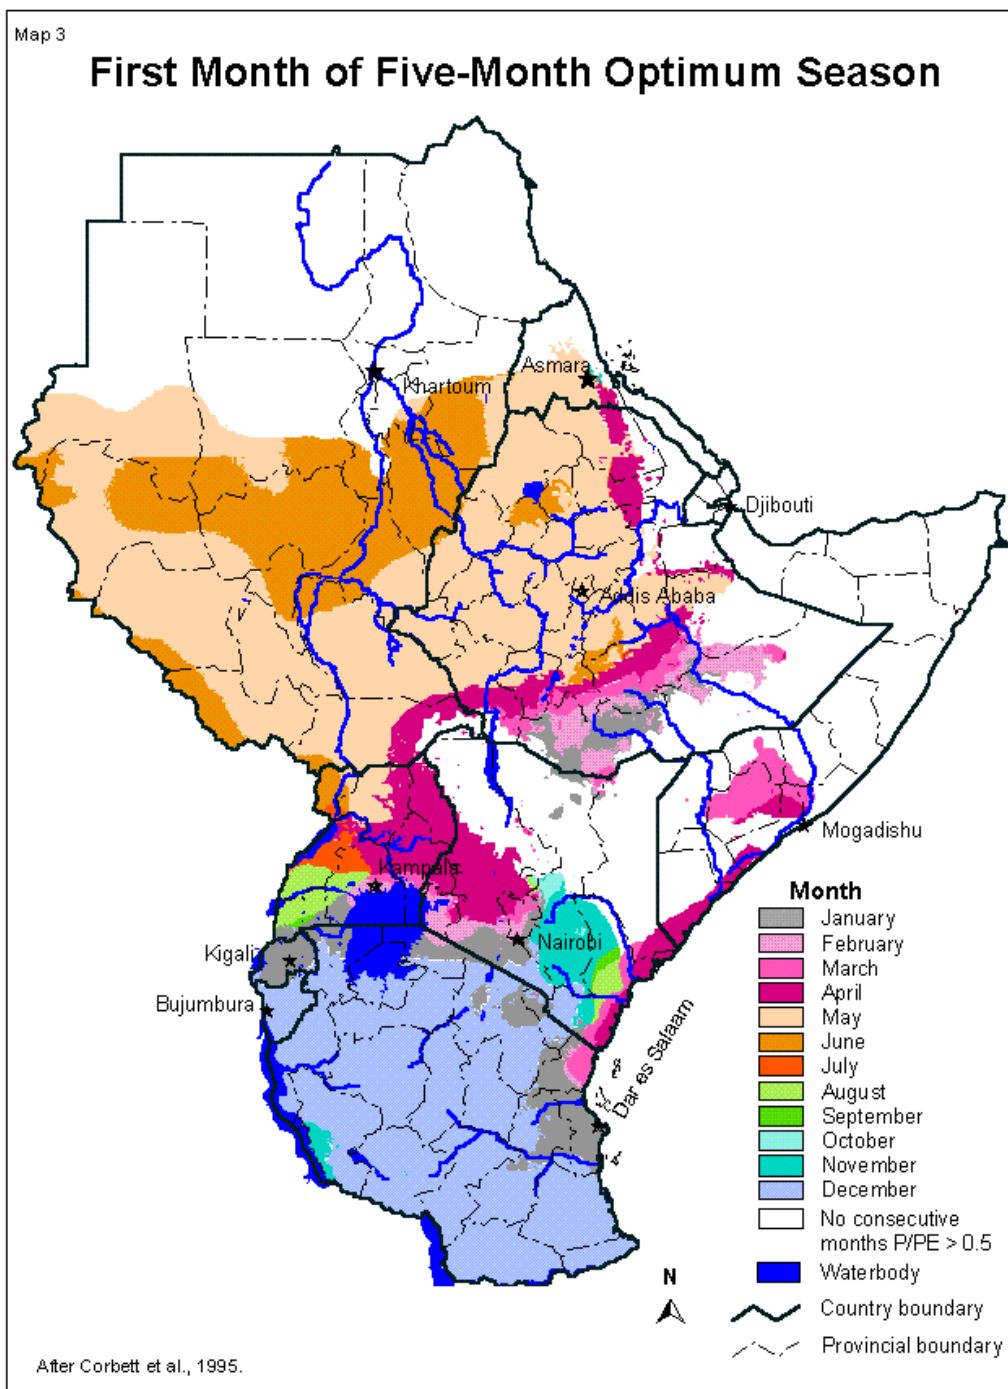 Map 3
First Month of Five-Month Optimum Season
Asmara
Khartoum
Djibouti
Addis Ababa
Mogadishu
Kampala
Month
January
February
March
April
May
June
July
August
September
October
November
December
No consecutive
months P/PE > 0.5
Waterbody
Country boundary
Provincial boundary
Nairobi
Kigali
Bujumbura
Dar es Salaam
N
After Corbett et al., 1995.